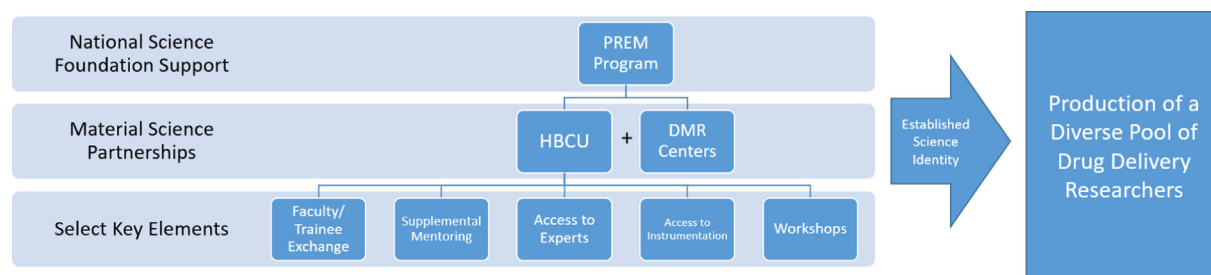 National Science
Foundation Support
PREM
Program
Material Science
Partnerships
HBCU
+
DMR
Centers
Select Key Elements
Faculty/
Trainee
Exchange
Supplemental
Mentoring
Access to
Experts
Access to
Instrumentation
Workshops
Established
Science
Identity
Production of a
Diverse Pool of
Drug Delivery
Researchers